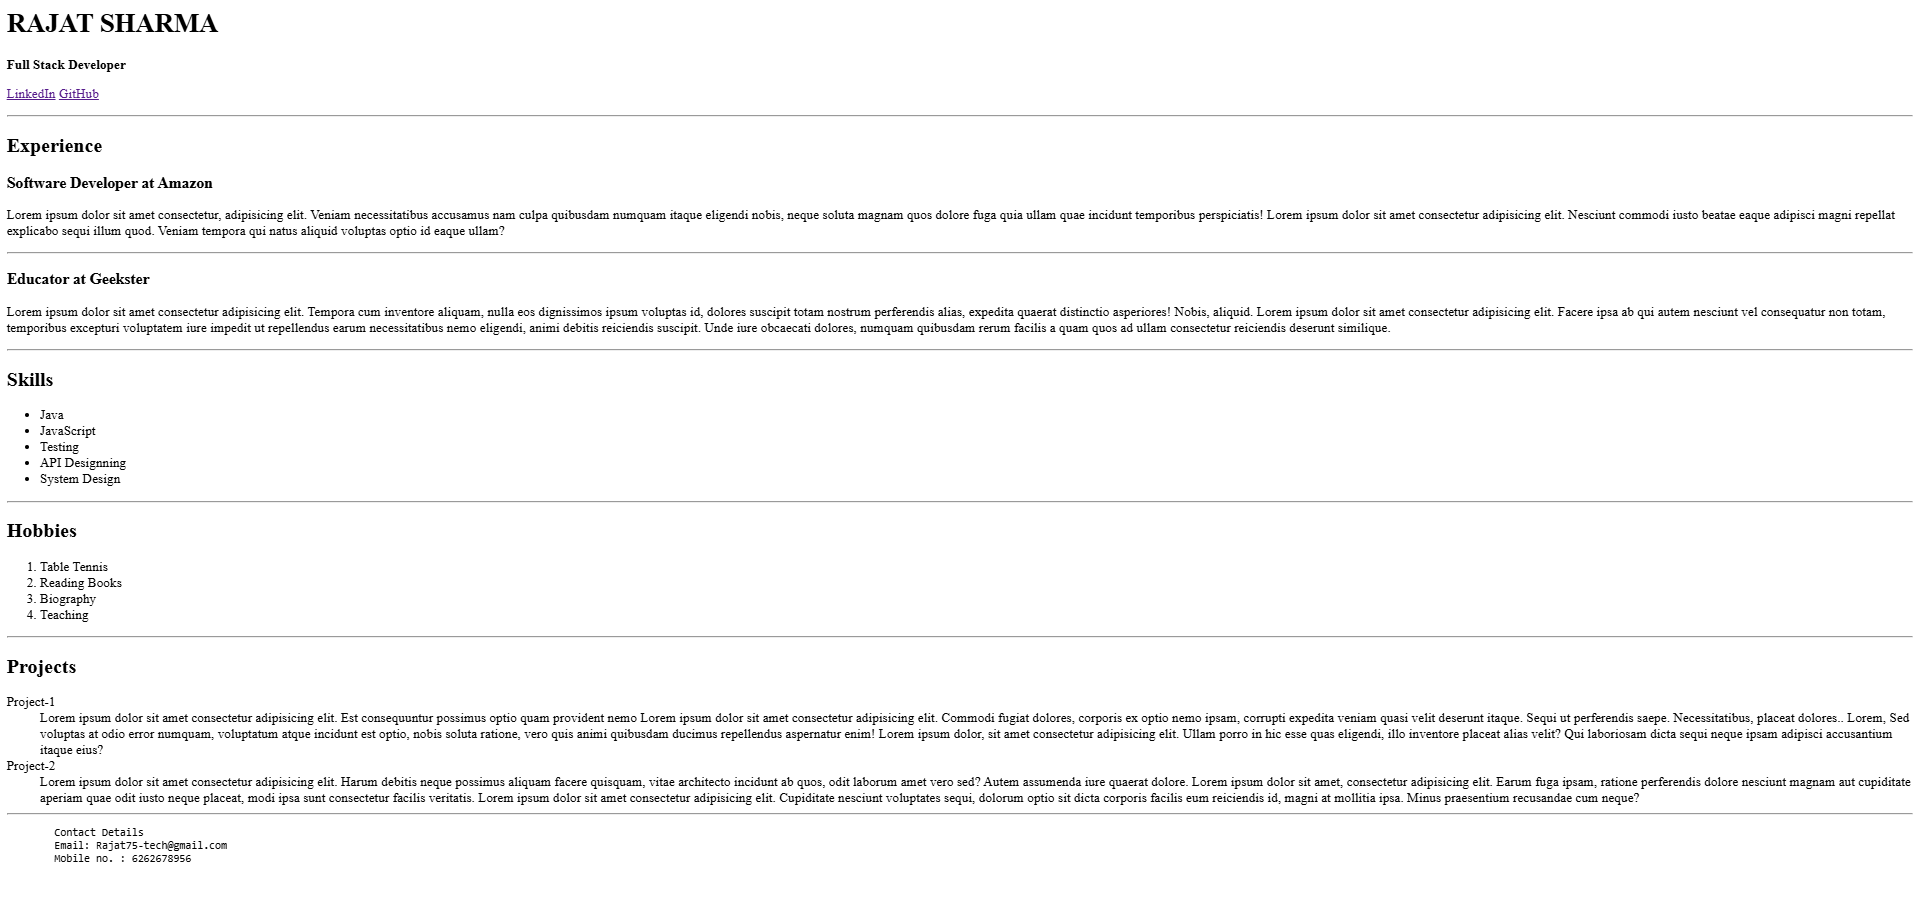 RAJAT SHARMA
Full Stack Developer
LinkedIn GitHub
Experience
Software Developer at Amazon
Lorem ipsum dolor sit amet consectetur, adipisicing elit. Veniam necessitatibus accusamus nam culpa quibusdam numquam itaque eligendi nobis, neque soluta magnam quos dolore fuga quia ullam quae incidunt temporibus perspiciatis! Lorem ipsum dolor sit amet consectetur adipisicing elit. Nesciunt commodi iusto beatae eaque adipisci magni repellat
explicabo sequi illum quod. Veniam tempora qui natus aliquid voluptas optio id eaque ullam?
Educator at Geekster
Lorem ipsum dolor sit amet consectetur adipisicing elit. Tempora cum inventore aliquam, nulla eos dignissimos ipsum voluptas id, dolores suscipit totam nostrum perferendis alias, expedita quaerat distinctio asperiores! Nobis, aliquid. Lorem ipsum dolor sit amet consectetur adipisicing elit. Facere ipsa ab qui autem nesciunt vel consequatur non totam,
temporibus excepturi voluptatem iure impedit ut repellendus earum necessitatibus nemo eligendi, animi debitis reiciendis suscipit. Unde iure obcaecati dolores, numquam quibusdam rerum facilis a quam quos ad ullam consectetur reiciendis deserunt similique.
Skills
• Java
• JavaScript
• Testing
• API Designning
• System Design
Hobbies
1. Table Tennis
2. Reading Books
3. Biography
4. Teaching
Projects
Project-1
Lorem ipsum dolor sit amet consectetur adipisicing elit. Est consequuntur possimus optio quam provident nemo Lorem ipsum dolor sit amet consectetur adipisicing elit. Commodi fugiat dolores, corporis ex optio nemo ipsam, corrupti expedita veniam quasi velit deserunt itaque. Sequi ut perferendis saepe. Necessitatibus, placeat dolores.. Lorem, Sed
voluptas at odio error numquam, voluptatum atque incidunt est optio, nobis soluta ratione, vero quis animi quibusdam ducimus repellendus aspernatur enim! Lorem ipsum dolor, sit amet consectetur adipisicing elit. Ullam porro in hic esse quas eligendi, illo inventore placeat alias velit? Qui laboriosam dicta sequi neque ipsam adipisci accusantium
itaque eius?
Project-2
Lorem ipsum dolor sit amet consectetur adipisicing elit. Harum debitis neque possimus aliquam facere quisquam, vitae architecto incidunt ab quos, odit laborum amet vero sed? Autem assumenda iure quaerat dolore. Lorem ipsum dolor sit amet, consectetur adipisicing elit. Earum fuga ipsam, ratione perferendis dolore nesciunt magnam aut cupiditate
aperiam quae odit iusto neque placeat, modi ipsa sunt consectetur facilis veritatis. Lorem ipsum dolor sit amet consectetur adipisicing elit. Cupiditate nesciunt voluptates sequi, dolorum optio sit dicta corporis facilis eum reiciendis id, magni at mollitia ipsa. Minus praesentium recusandae cum neque?
Contact Details
Email: Rajat75-tech@gmail.com
Mobile no. : 6262678956